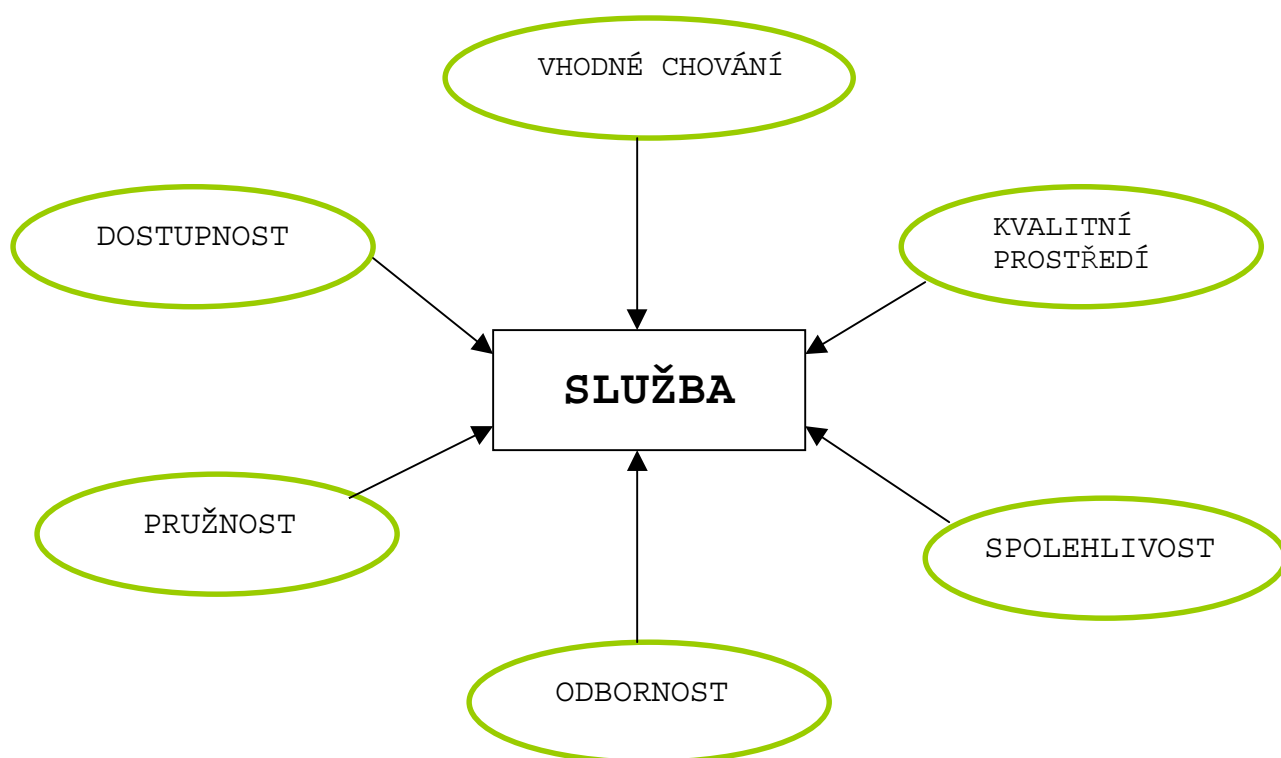 VHODNÉ CHOVÁNÍ
DOSTUPNOST
KVALITNÍ
PROSTŘEDÍ
SLUŽBA
PRUŽNOST
SPOLEHLIVOST
ODBORNOST